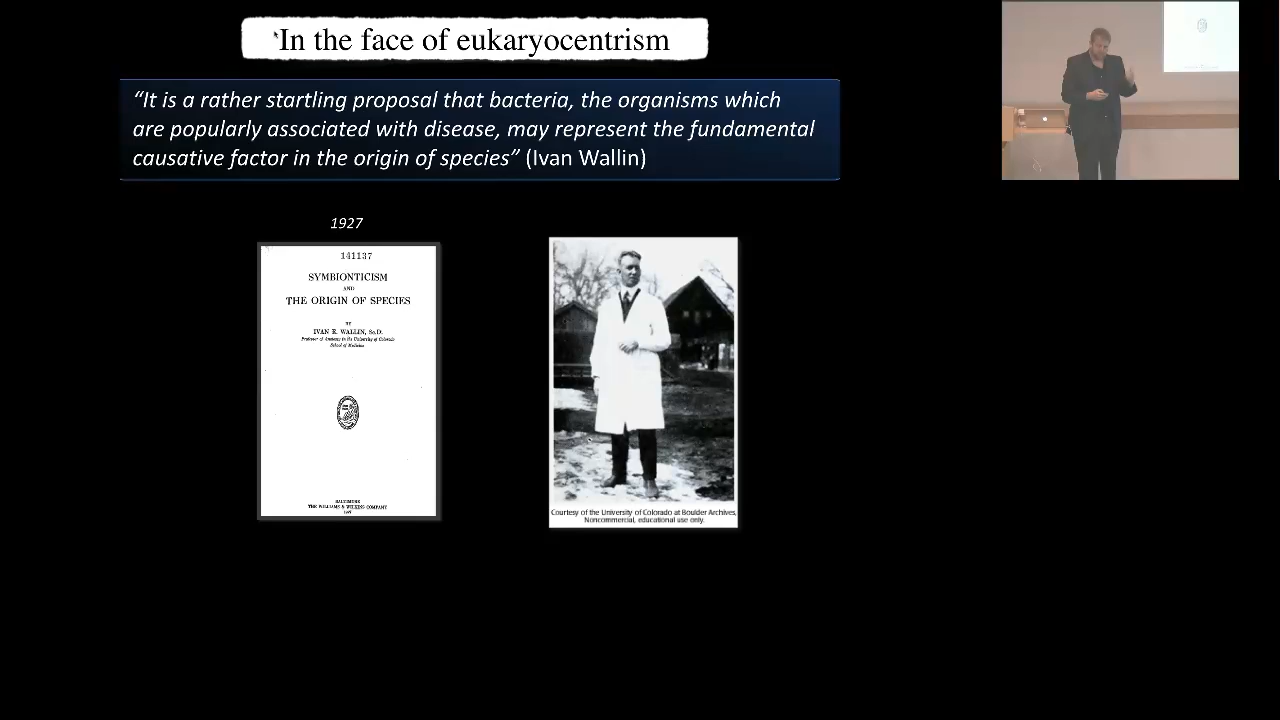 In the face of eukaryocentrism
“It is a rather startling proposal that bacteria, the organisms which
are popularly associated with disease, may represent the fundamental
causative factor in the origin of species” (Ivan Wallin)
1927
141137
SYMBIONTICISM
AND
THE ORIGIN OF SPECIES
BY
IVAN E. WALLIN, Sc.D.
Professor of Anatomy in the University of Colorado
School of Medicine
BALTIMORE
THE WILLIAMS & WILKINS COMPANY
1927
Courtesy of the University of Colorado at Boulder Archives,
Noncommercial, educational use only.